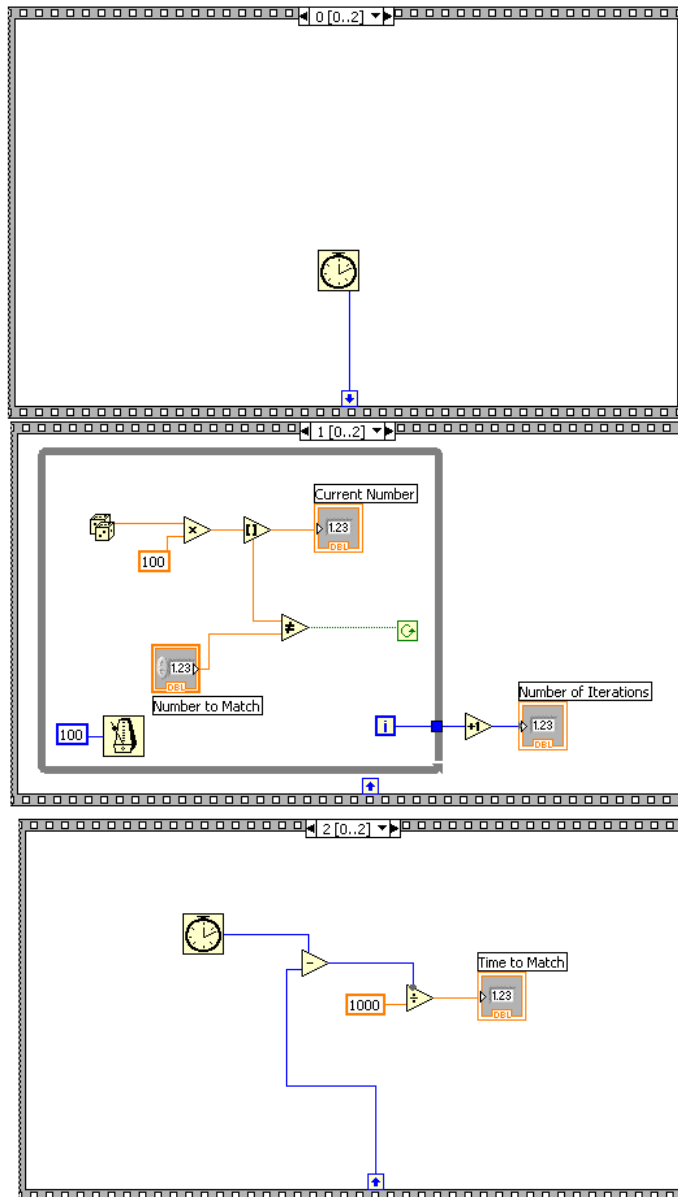 0 [0..2]
1 [0..2]
Current Number
1.23
DBL
×
[ ]
100
≠
1.23
DBL
Number to Match
100
i
+1
Number of Iterations
1.23
DBL
2 [0..2]
-
Time to Match
1000
÷
1.23
DBL